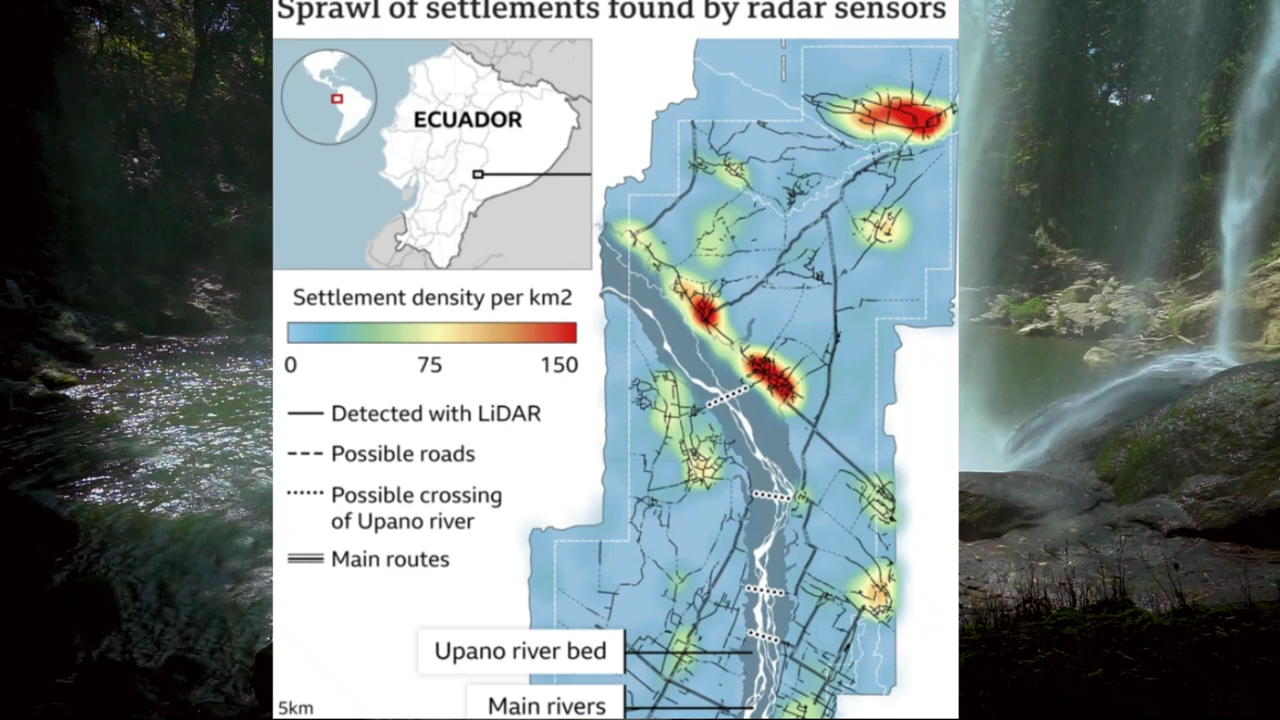 Sprawl of settlements found by radar sensors
ECUADOR
Settlement density per km2
0 75 150
Detected with LiDAR
Possible roads
Possible crossing
of Upano river
Main routes
Upano river bed
Main rivers
5km